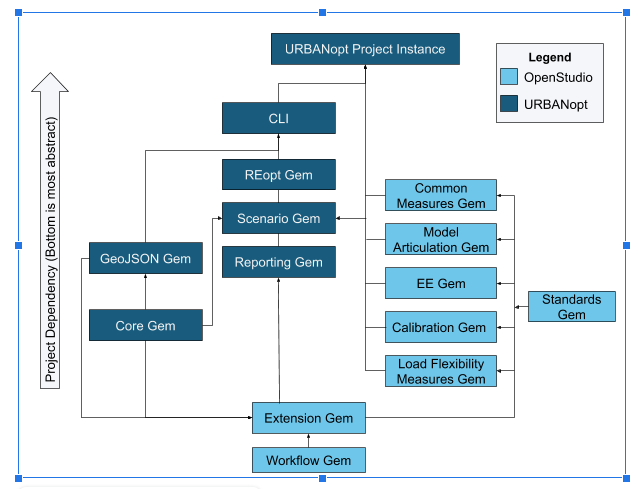 URBANopt Project Instance
Legend
OpenStudio
URBANopt
CLI
REopt Gem
Scenario Gem
Reporting Gem
GeoJSON Gem
Core Gem
Common
Measures Gem
Model
Articulation Gem
EE Gem
Calibration Gem
Load Flexibility
Measures Gem
Standards
Gem
Extension Gem
Workflow Gem
Project Dependency (Bottom is most abstract)